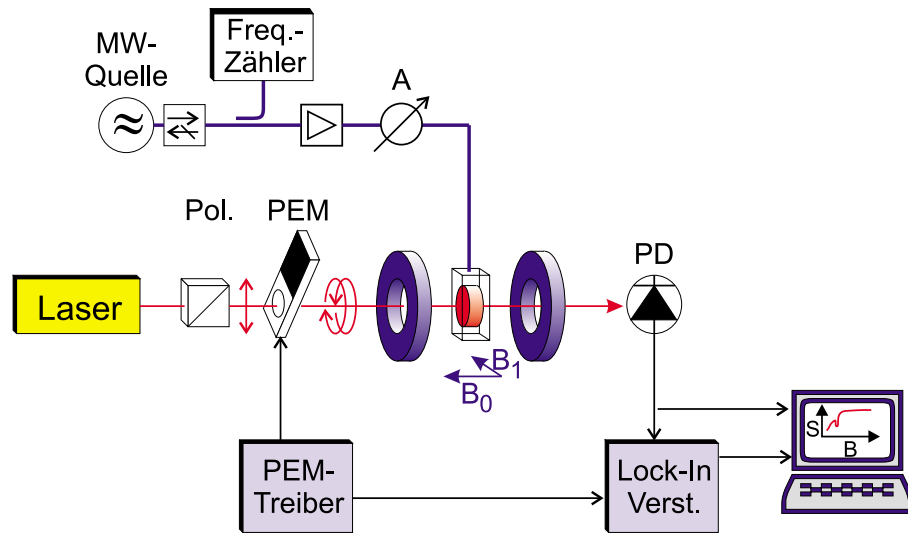 MW-
Quelle
Freq.-
Zähler
A
Pol.
PEM
PD
Laser
B1
B0
S
B
PEM-
Treiber
Lock-In
Verst.